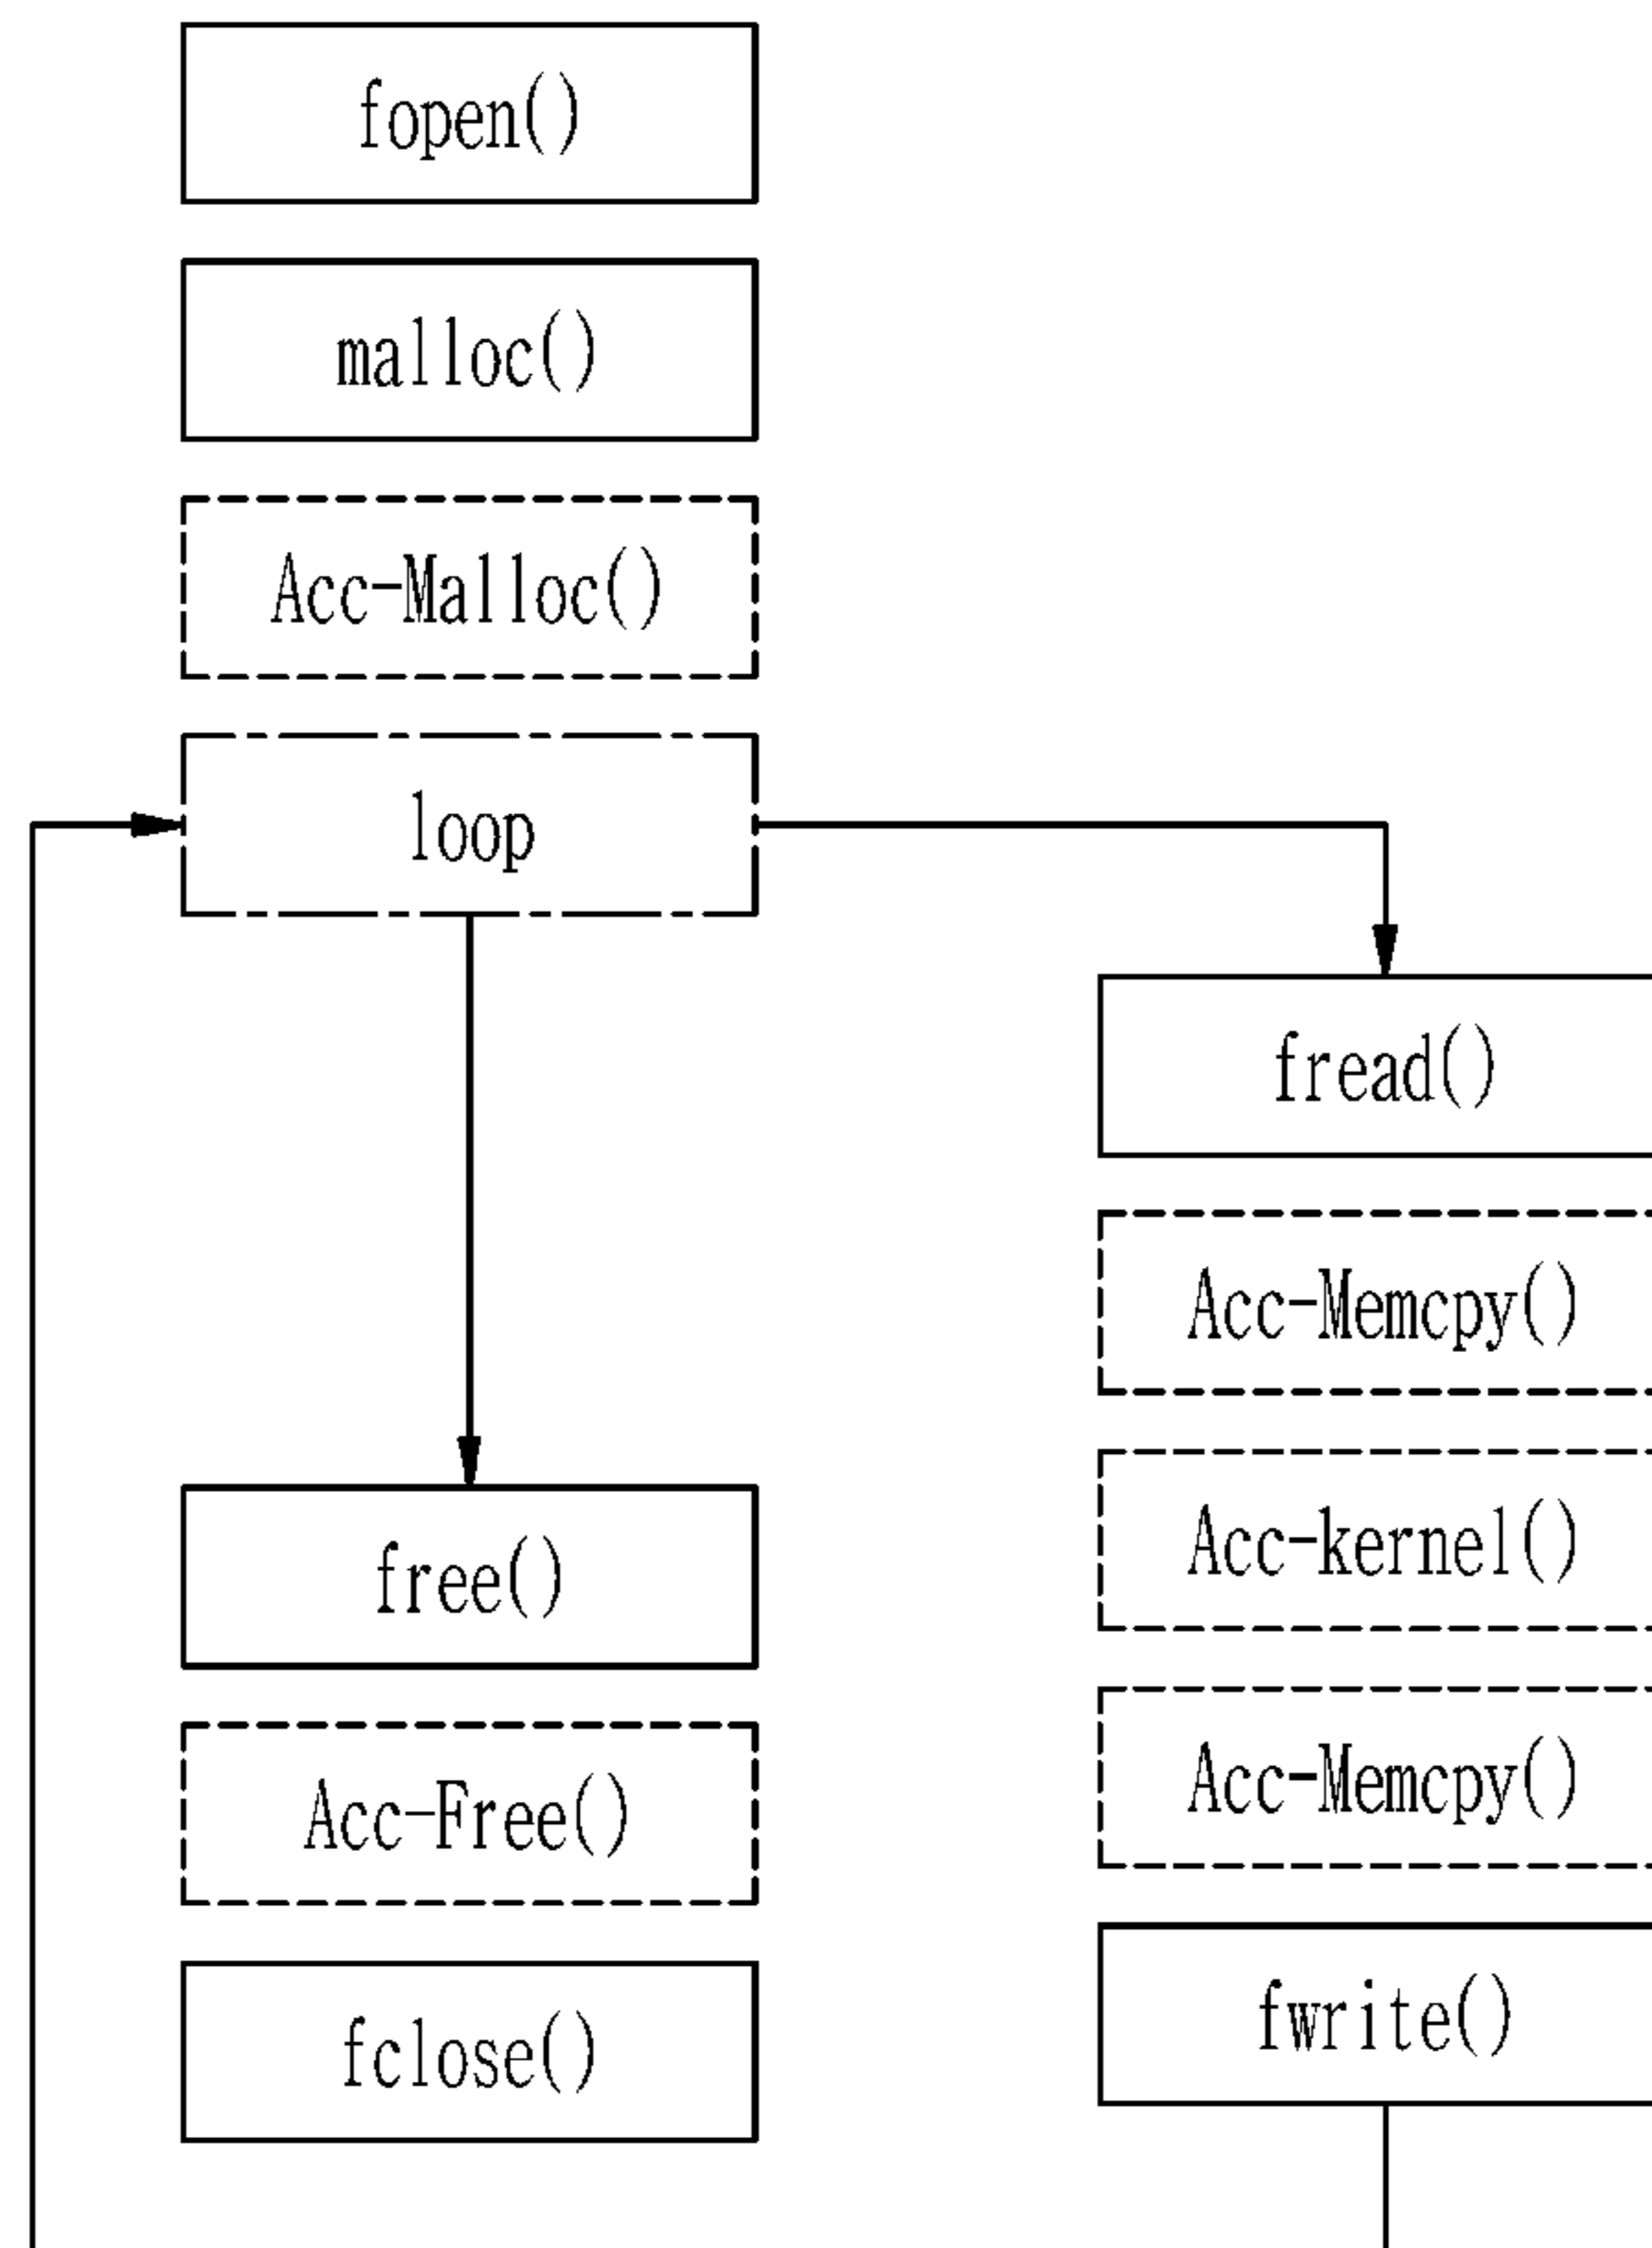 fopen()
malloc()
Acc-Malloc()
loop
fread()
Acc-Memcpy()
Acc-kernel()
Acc-Memcpy()
fwrite()
free()
Acc-Free()
fclose()